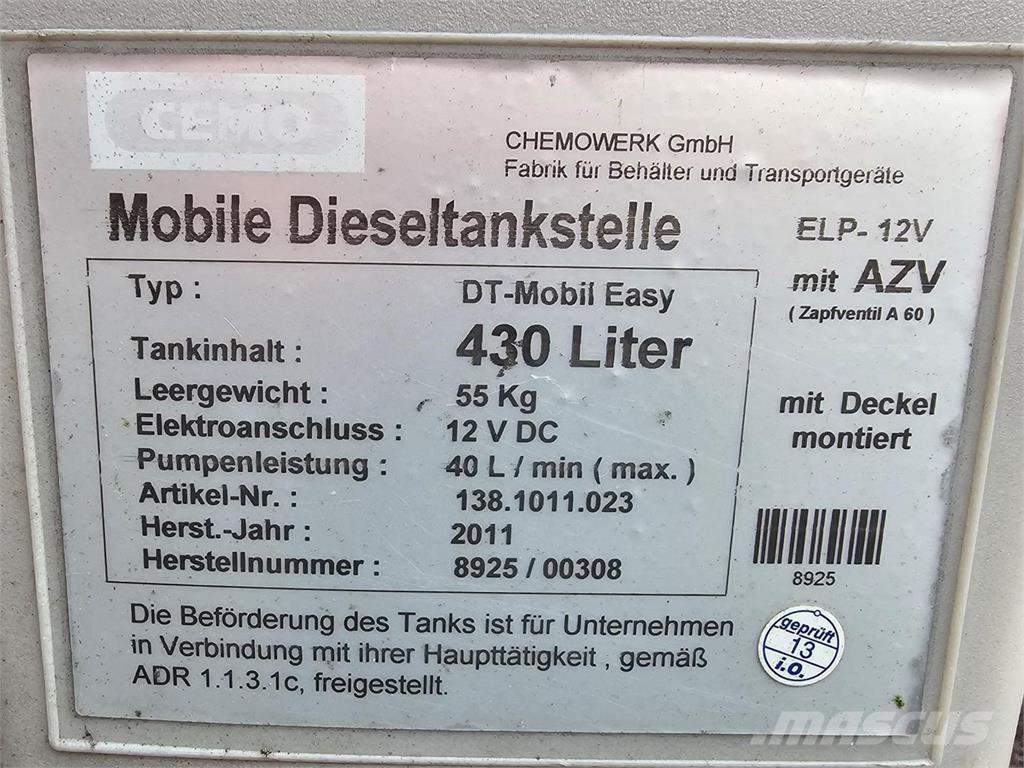 CEMO
CHEMOWERK GmbH
Fabrik für Behälter und Transportgeräte
Mobile Dieseltankstelle
ELP- 12V
mit AZV
( Zapfventil A 60 )
Typ : DT-Mobil Easy
Tankinhalt : 430 Liter
Leergewicht : 55 Kg
Elektroanschluss : 12 V DC
Pumpenleistung : 40 L / min ( max. )
Artikel-Nr. : 138.1011.023
Herst.-Jahr : 2011
Herstellnummer : 8925 / 00308
mit Deckel
montiert
8925
Die Beförderung des Tanks ist für Unternehmen
in Verbindung mit ihrer Haupttätigkeit , gemäß
ADR 1.1.3.1c, freigestellt.
geprüft
13
i.O.
MASCUS